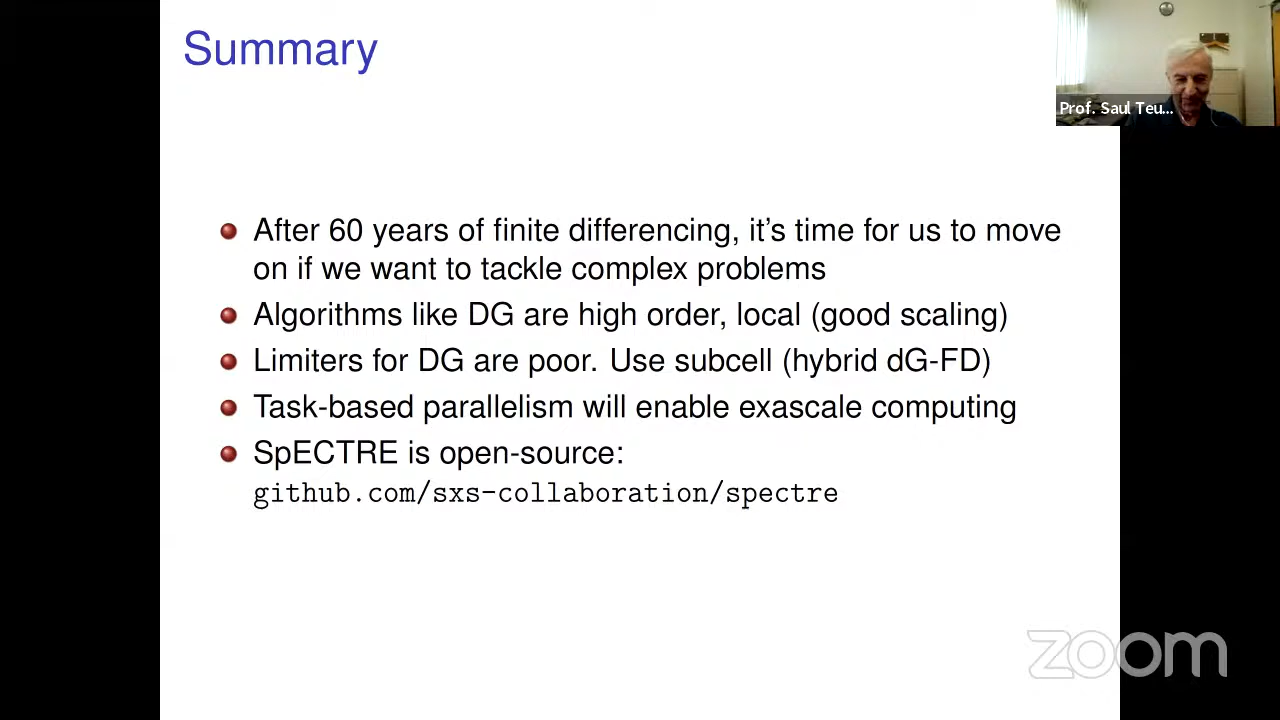 Summary
Prof. Saul Teu...
After 60 years of finite differencing, it's time for us to move
on if we want to tackle complex problems
Algorithms like DG are high order, local (good scaling)
Limiters for DG are poor. Use subcell (hybrid dG-FD)
Task-based parallelism will enable exascale computing
SpECTRE is open-source:
github.com/sxs-collaboration/spectre
zoom